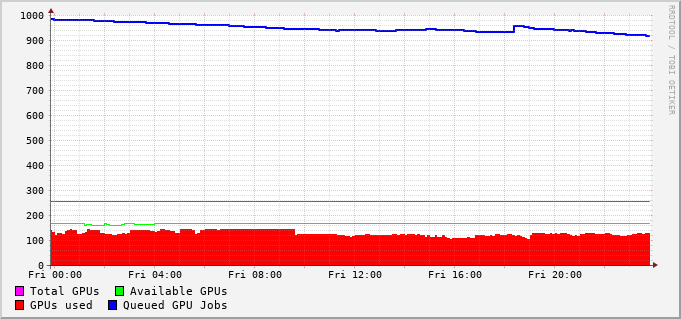 1000
900
800
700
600
500
400
300
200
100
0
Fri 00:00 Fri 04:00 Fri 08:00 Fri 12:00 Fri 16:00 Fri 20:00
Total GPUs Available GPUs
GPUs used Queued GPU Jobs
RRDTOOL / TOBI OETIKER